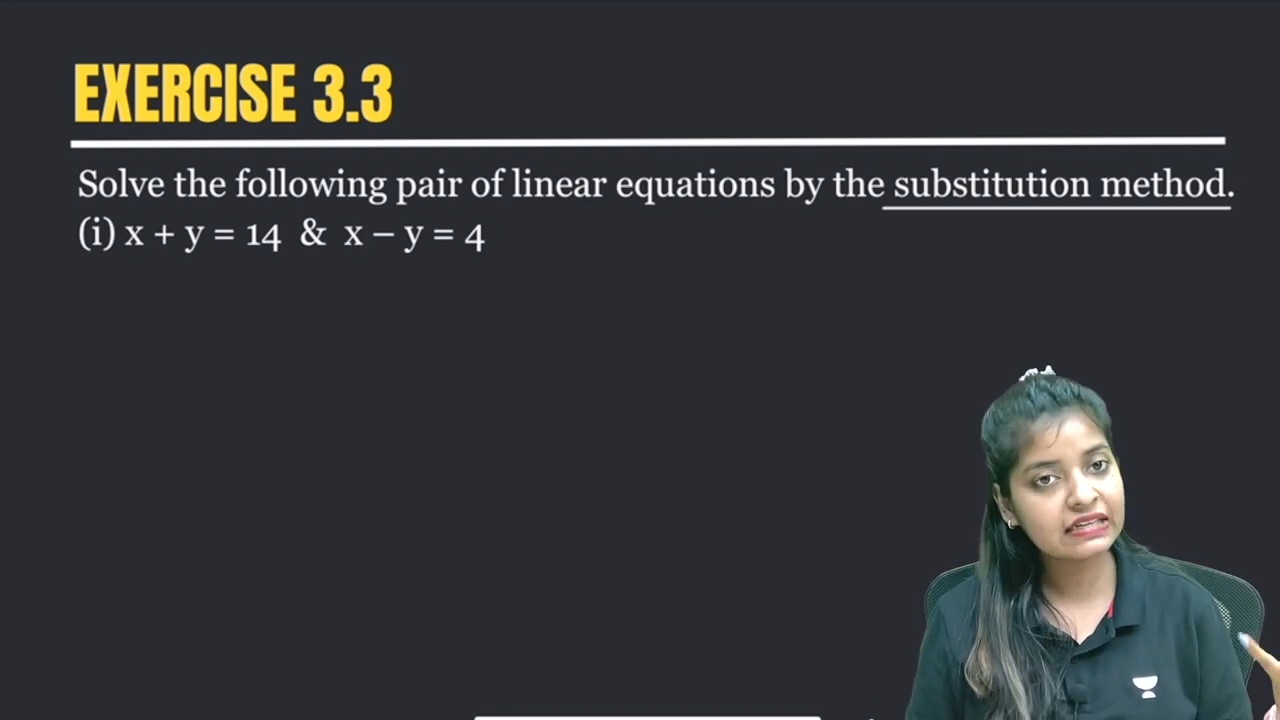 EXERCISE 3.3
Solve the following pair of linear equations by the substitution method.
(i) x + y = 14 & x – y = 4